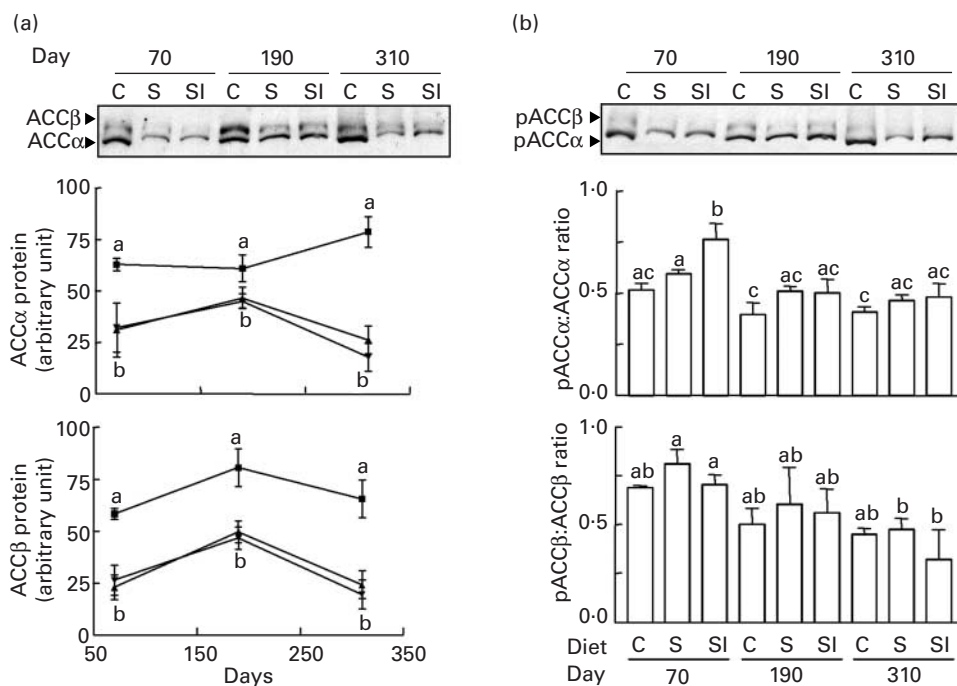 (a)
Day 70 190 310
C S SI C S SI C S SI
ACCβ
ACCα
100
75
50
25
0
ACCα protein
(arbitrary unit)
a a a
b b b
100
75
50
25
0
ACCβ protein
(arbitrary unit)
a a a
b b b
50 150 250 350
Days
(b)
70 190 310
C S SI C S SI C S SI
pACCβ
pACCα
1·0
0·5
0·0
pACCα:ACCα ratio
ac a b c ac ac c ac ac
1·0
0·5
0·0
pACCβ:ACCβ ratio
ab a a ab ab ab ab b b
Diet C S SI C S SI C S SI
Day 70 190 310